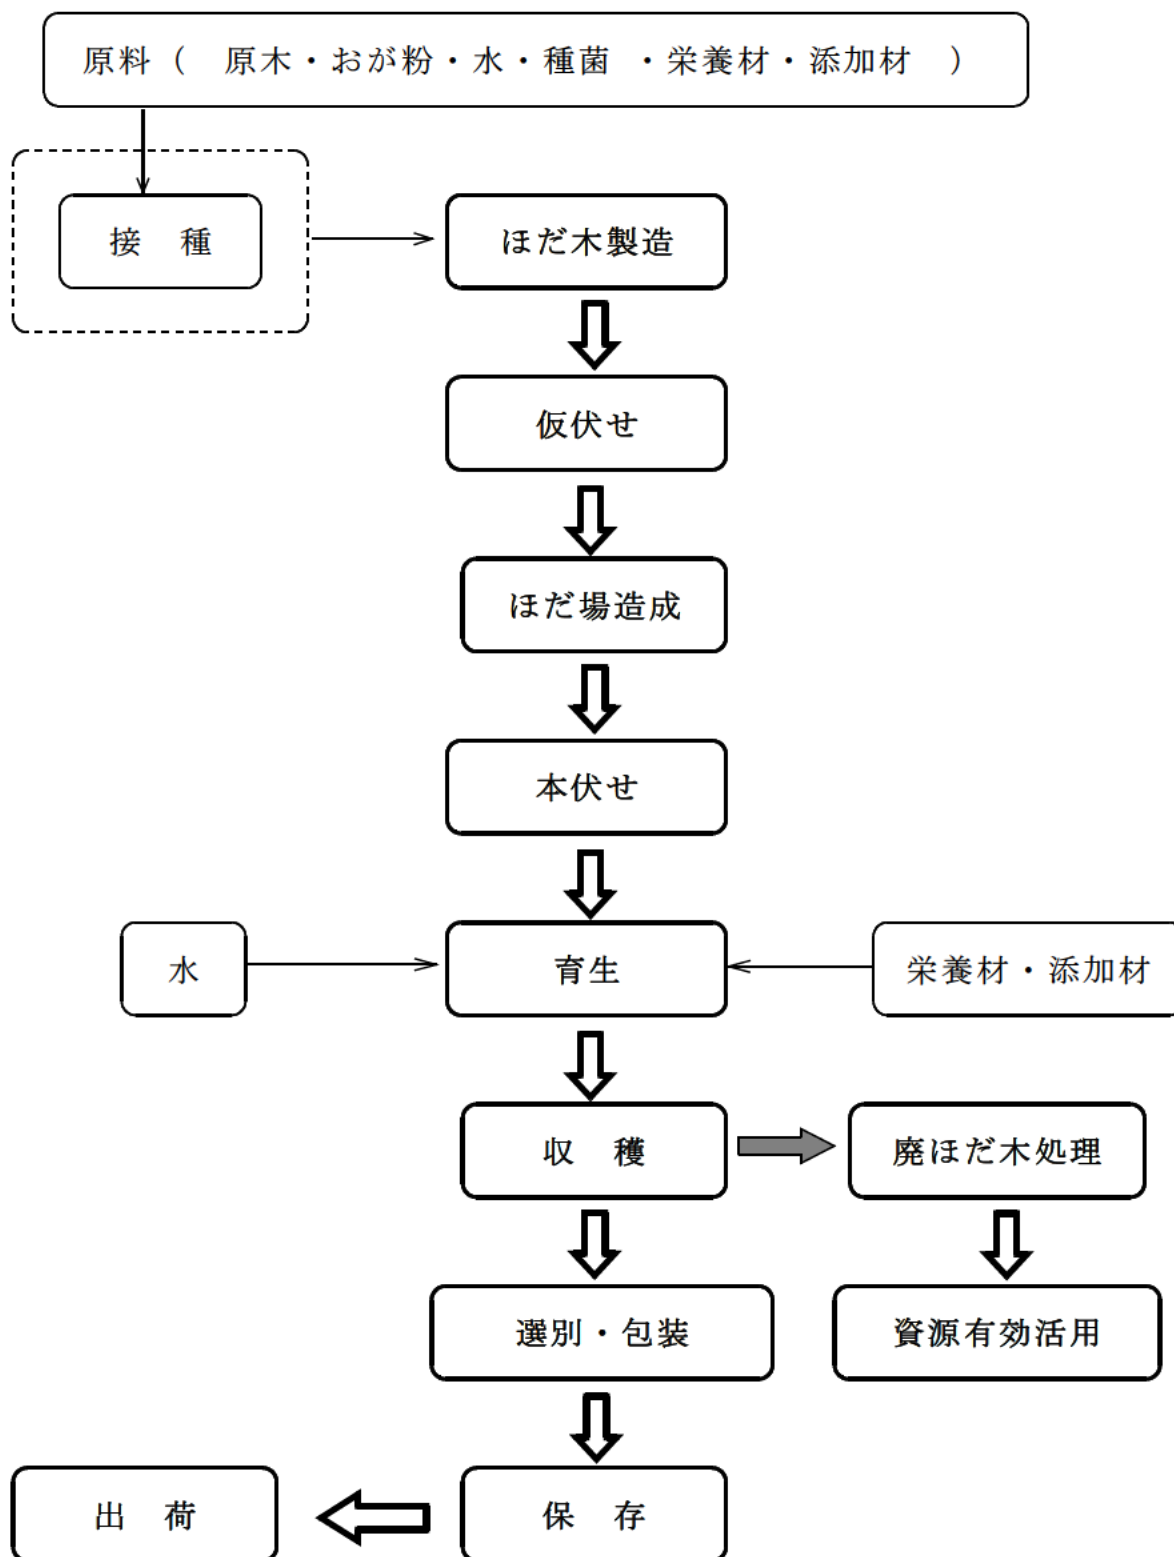 原料（　原木・おが粉・水・種菌　・栄養材・添加材　）
接　種
ほだ木製造
仮伏せ
ほだ場造成
本伏せ
水
育生
栄養材・添加材
収　穫
廃ほだ木処理
選別・包装
資源有効活用
出　荷
保　存